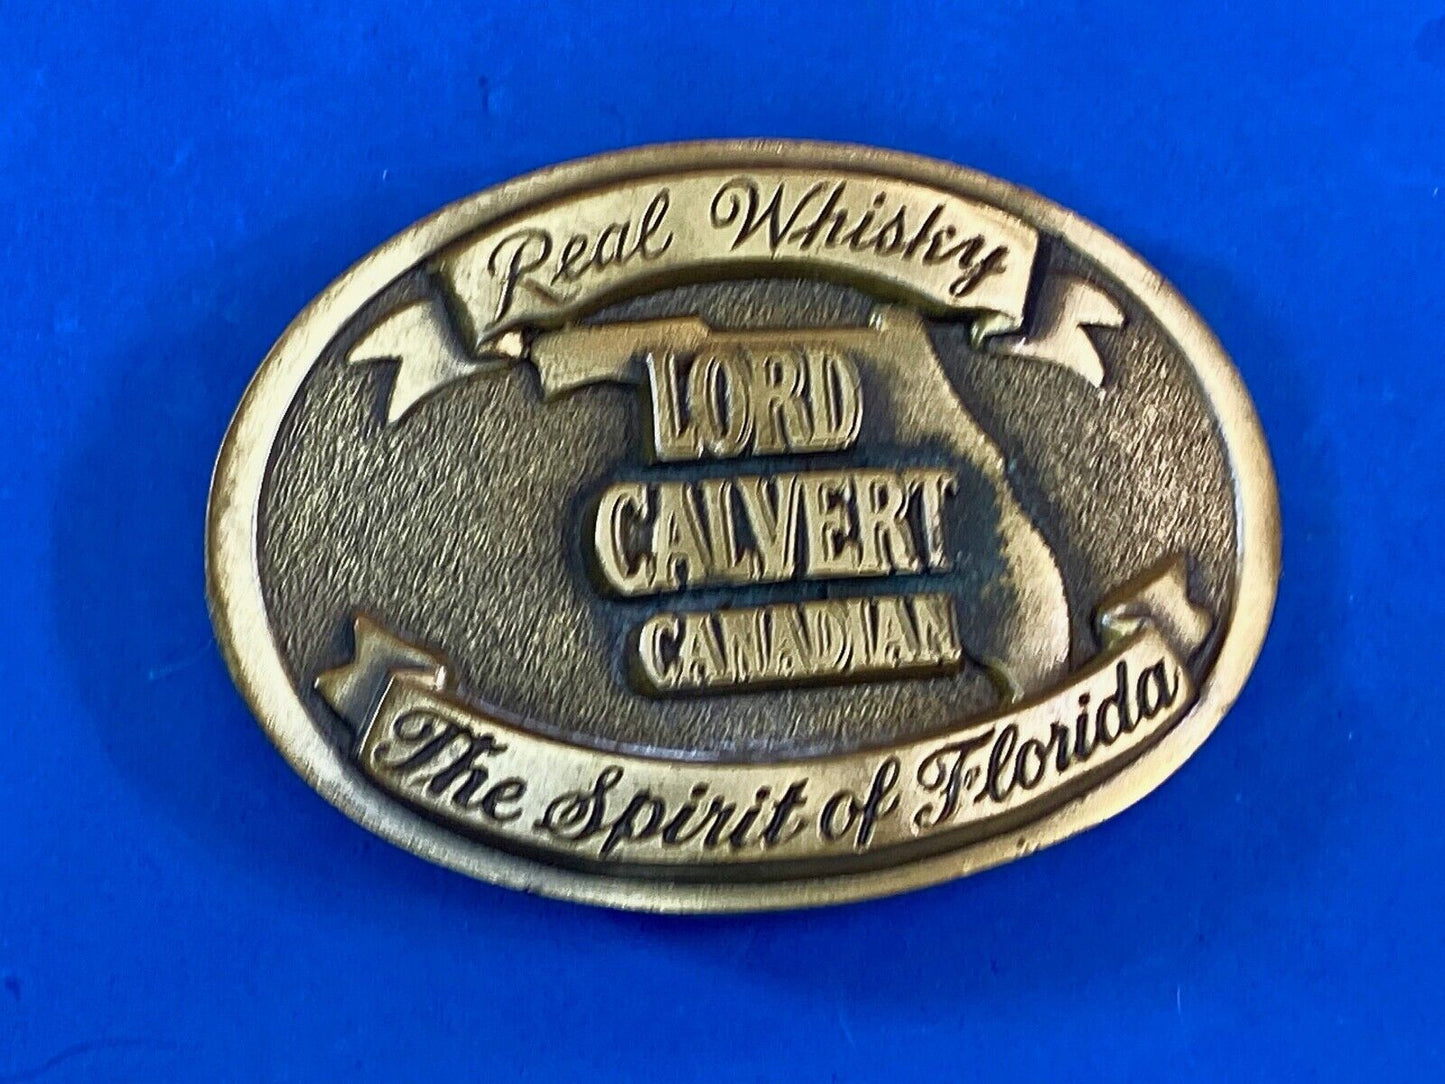 Real Whisky
LORD
CALVERT
CANADIAN
The Spirit of Florida